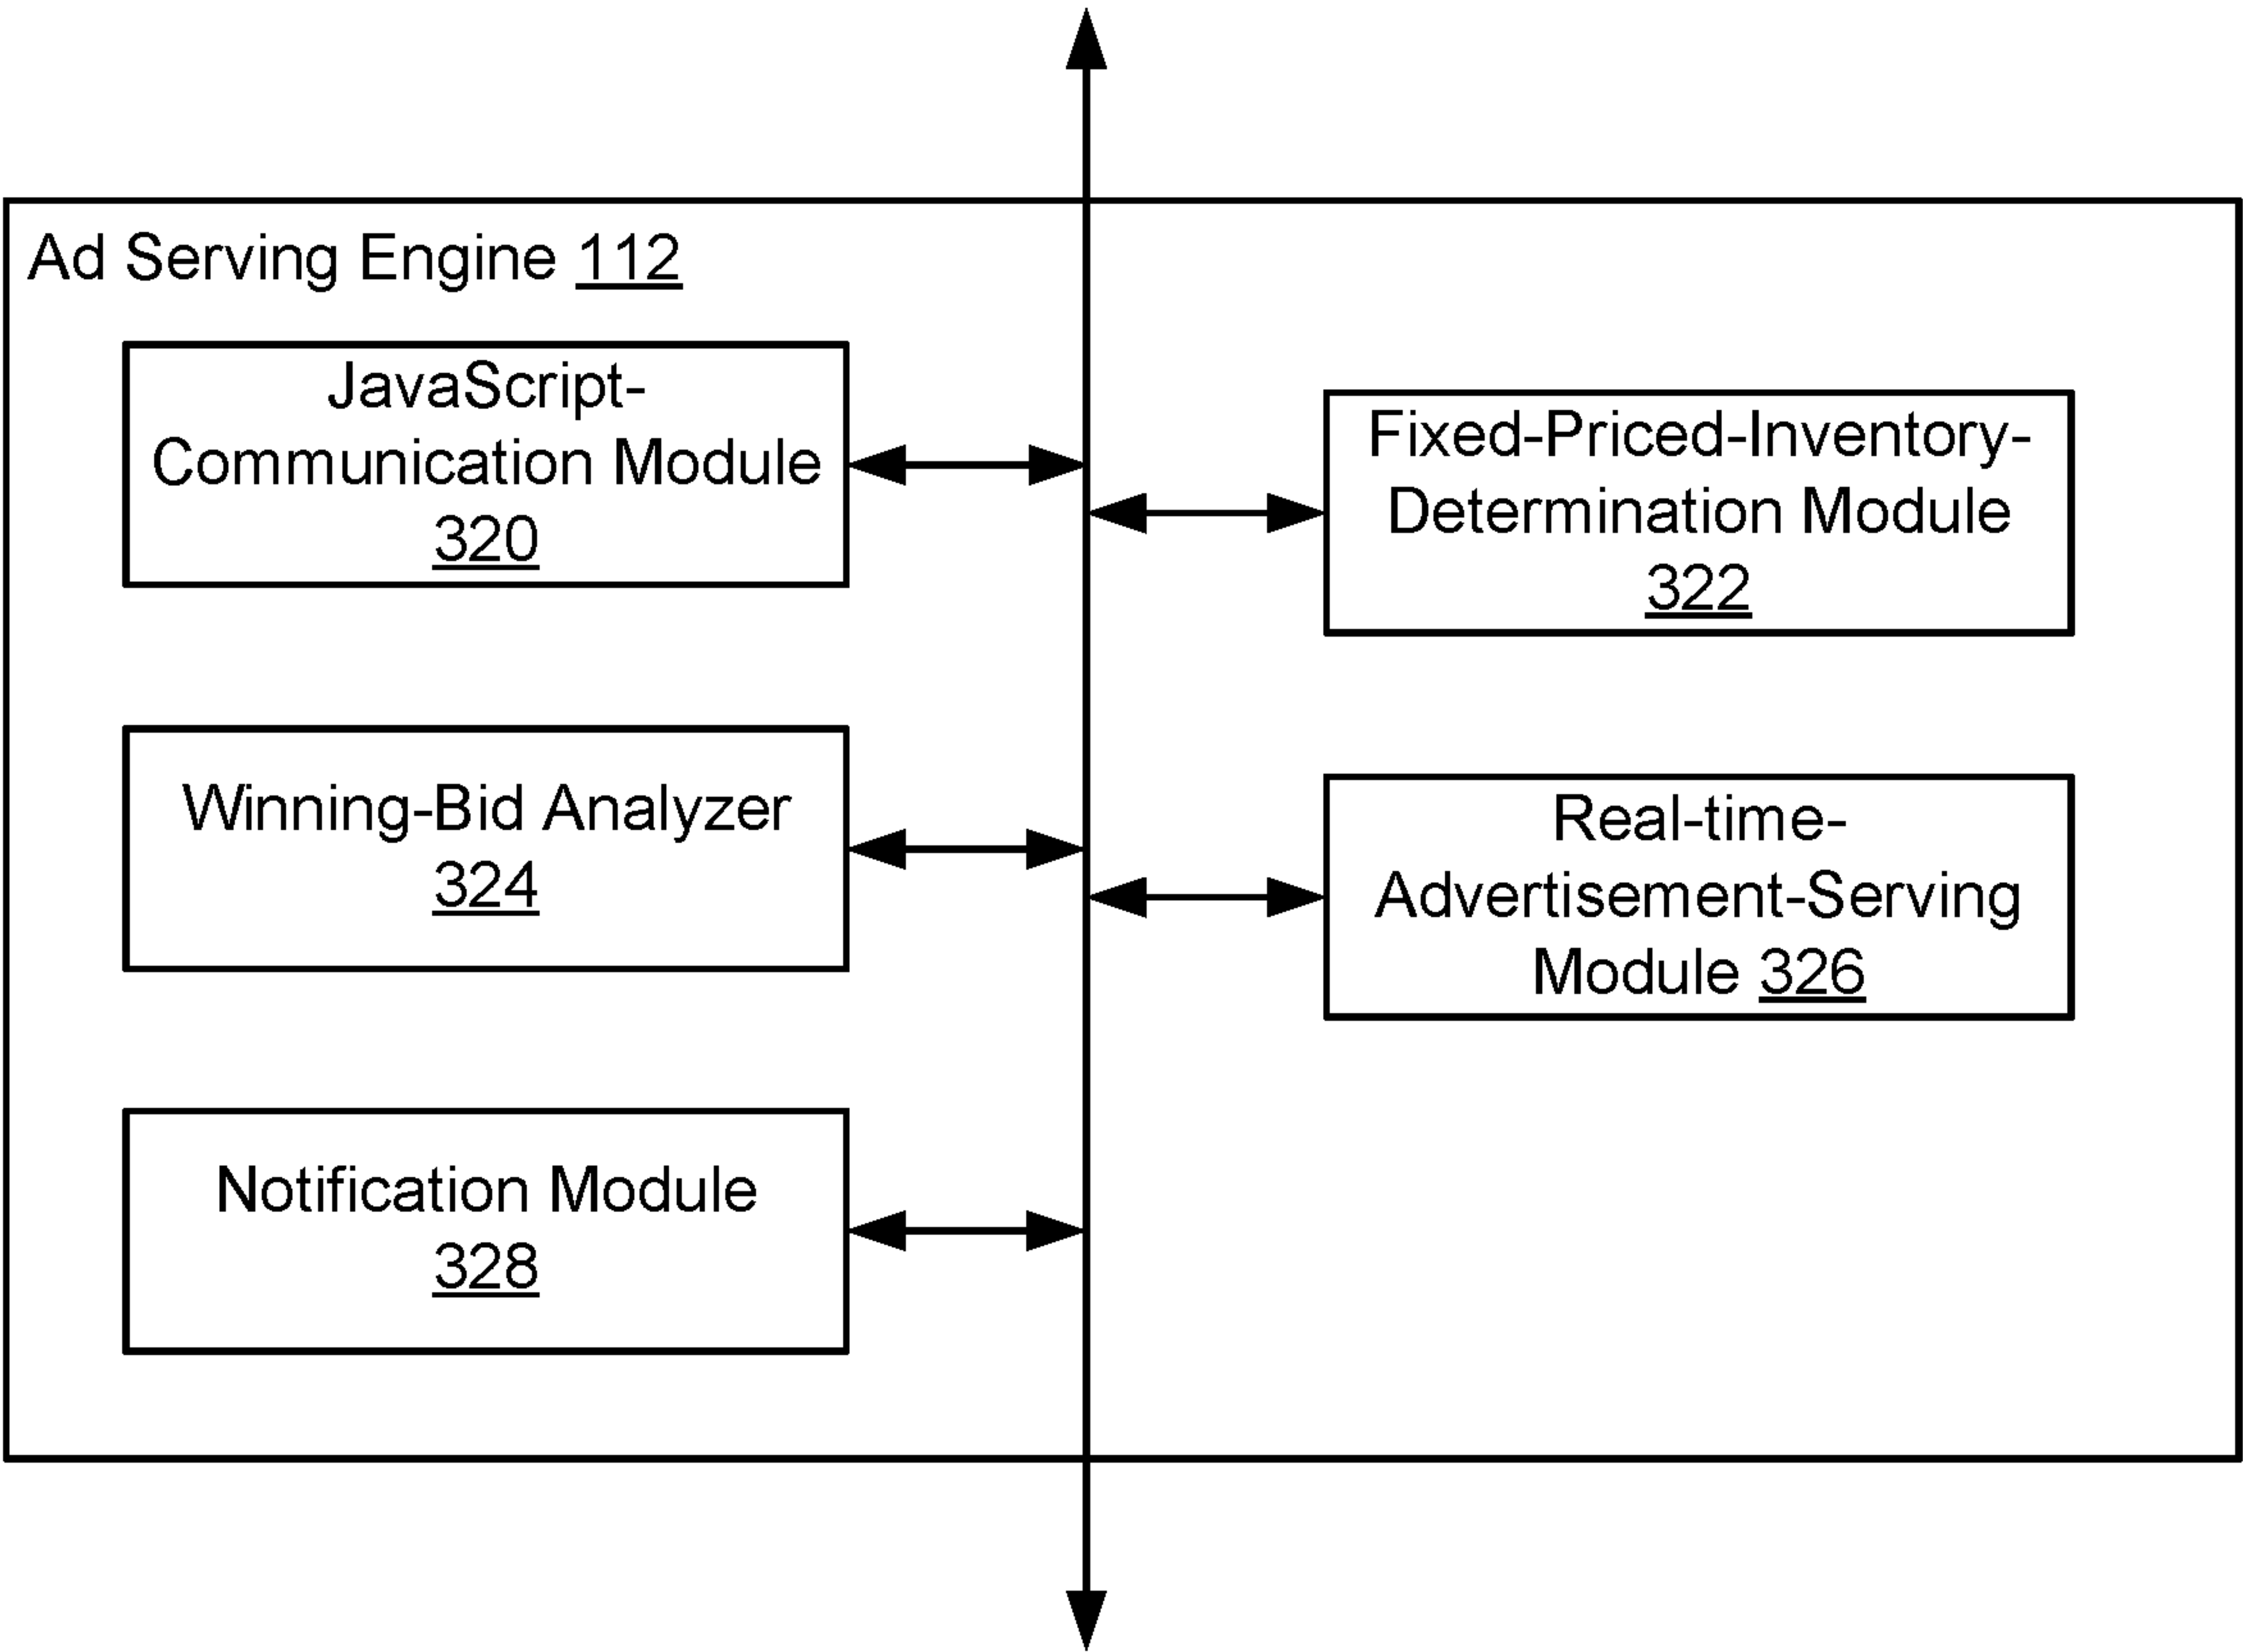 Ad Serving Engine 112
JavaScript-
Communication Module
320
Fixed-Priced-Inventory-
Determination Module
322
Winning-Bid Analyzer
324
Real-time-
Advertisement-Serving
Module 326
Notification Module
328